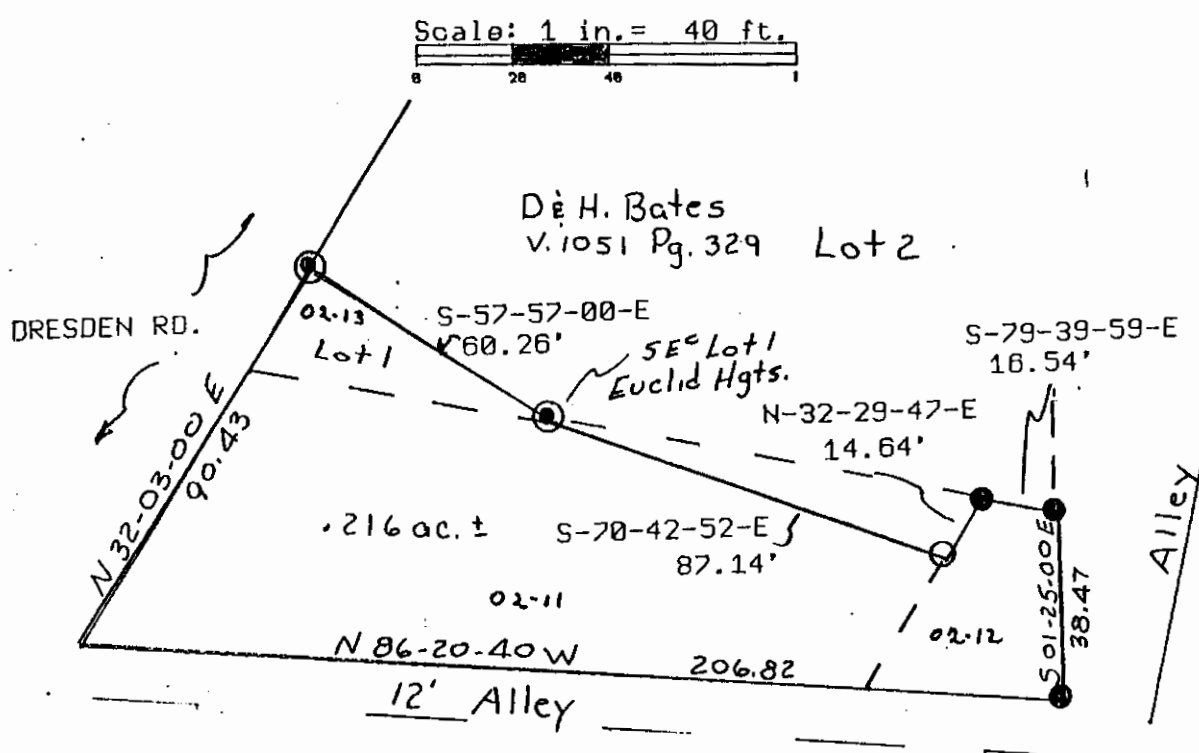 Scale: 1 in.= 40 ft.
0 20 40 1
D & H. Bates
V. 1051 Pg. 329 Lot 2
DRESDEN RD.
02-13
Lot 1
S-57-57-00-E
60.26'
SEᶜ Lot 1
Euclid Hgts.
S-79-39-59-E
16.54'
N-32-29-47-E
14.64'
N 32-03-00 E
90.43
.216 ac. ±
S-70-42-52-E
87.14'
02-11
02-12
S 01-25-00 E
38.47
Alley
N 86-20-40 W
206.82
12' Alley